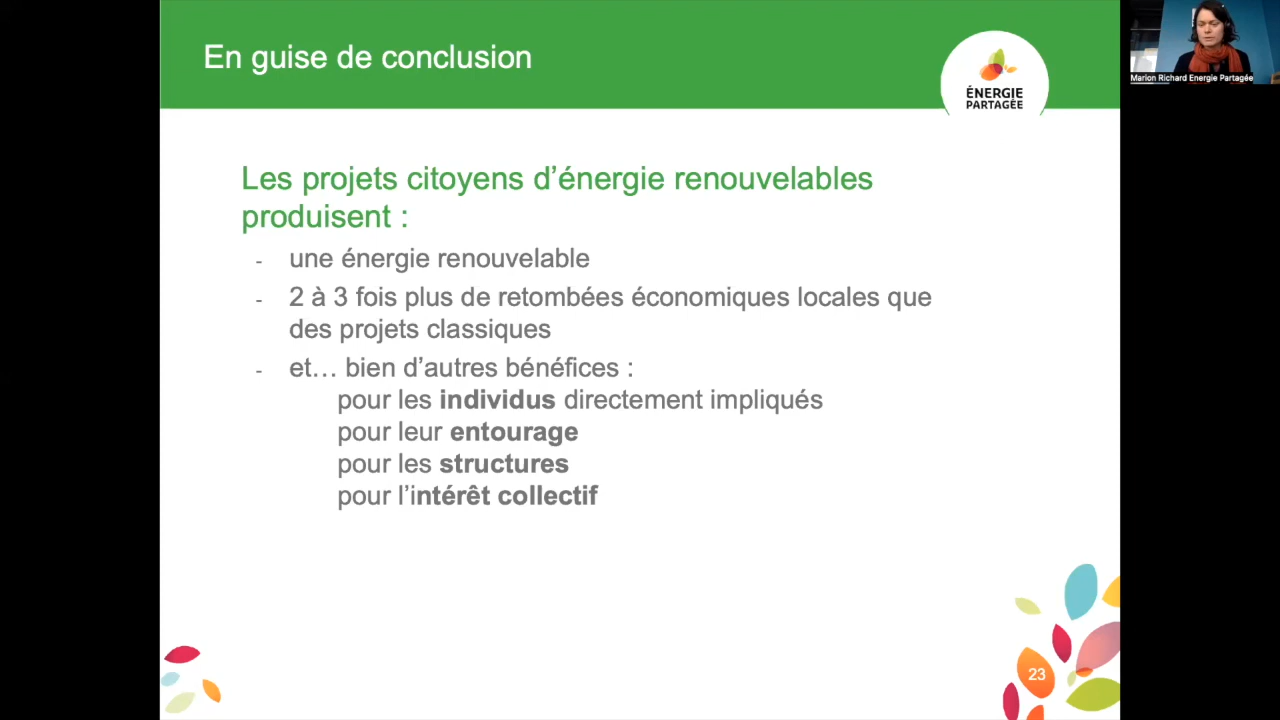 En guise de conclusion
ÉNERGIE
PARTAGÉE
Marion Richard Energie Partagée
Les projets citoyens d’énergie renouvelables
produisent :
- une énergie renouvelable
- 2 à 3 fois plus de retombées économiques locales que
des projets classiques
- et… bien d’autres bénéfices :
pour les individus directement impliqués
pour leur entourage
pour les structures
pour l’intérêt collectif
23